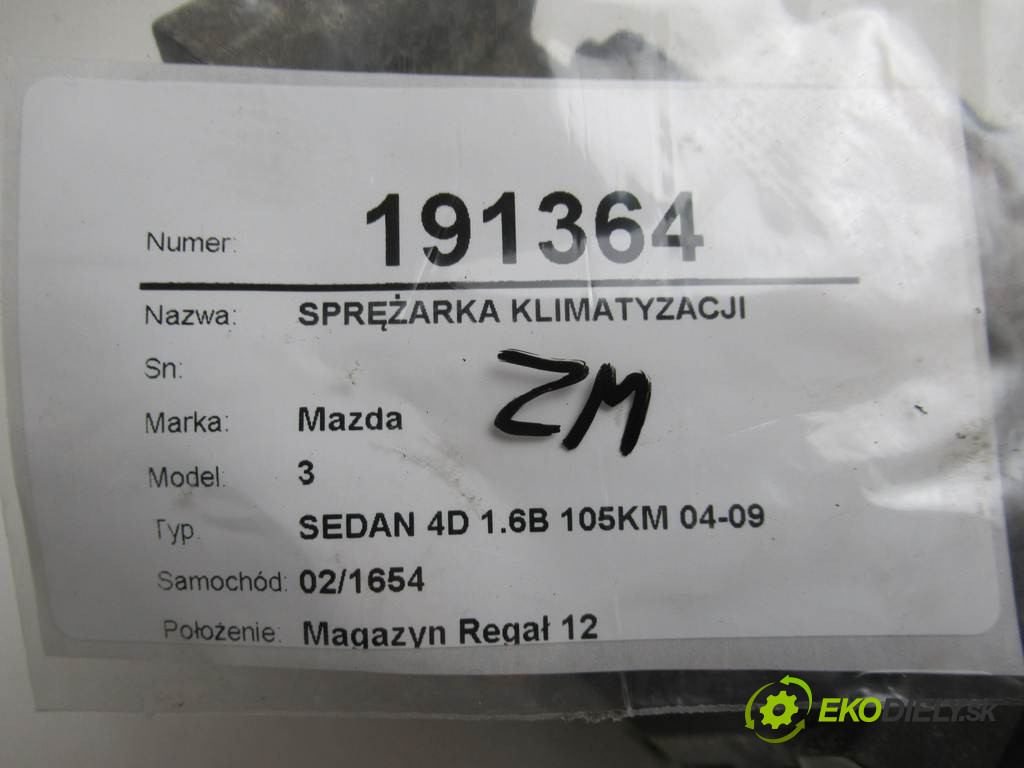 Numer: 191364
Nazwa: SPRĘŻARKA KLIMATYZACJI
Sn:
ZM
Marka: Mazda
Model: 3
Typ. SEDAN 4D 1.6B 105KM 04-09
Samochód: 02/1654
Położenie: Magazyn Regał 12
EKODIELY.SK